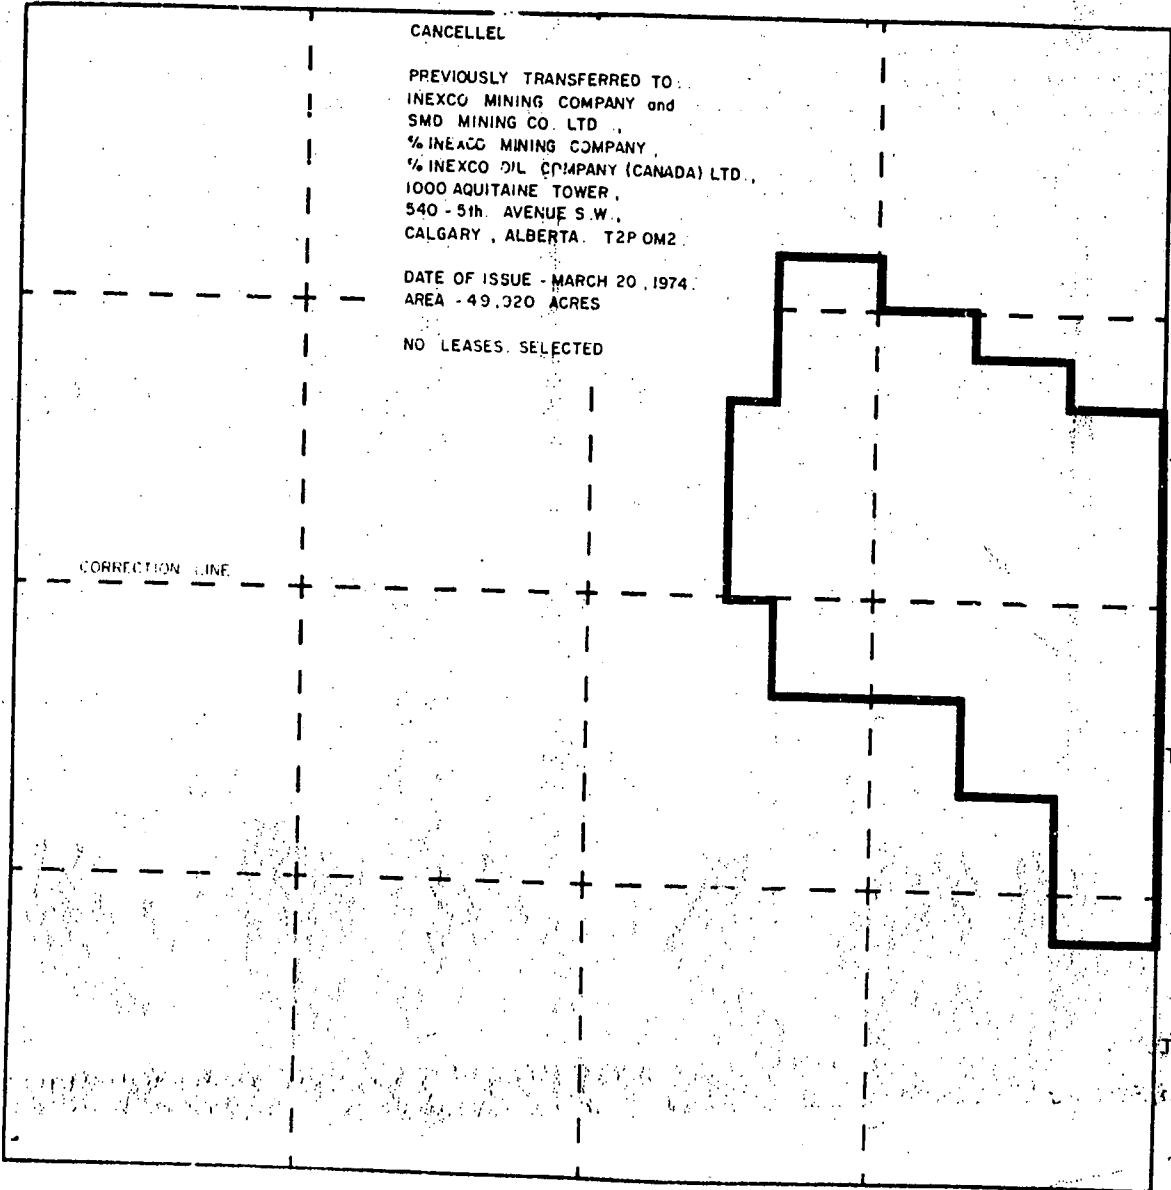 CANCELLED
PREVIOUSLY TRANSFERRED TO:
INEXCO MINING COMPANY and
SMD MINING CO. LTD.,
% INEXCO MINING COMPANY,
% INEXCO OIL COMPANY (CANADA) LTD.,
1000 AQUITAINE TOWER,
540 - 5th. AVENUE S.W.,
CALGARY, ALBERTA. T2P OM2.
DATE OF ISSUE - MARCH 20, 1974.
AREA - 49,920 ACRES
NO LEASES SELECTED
CORRECTION LINE
T
T